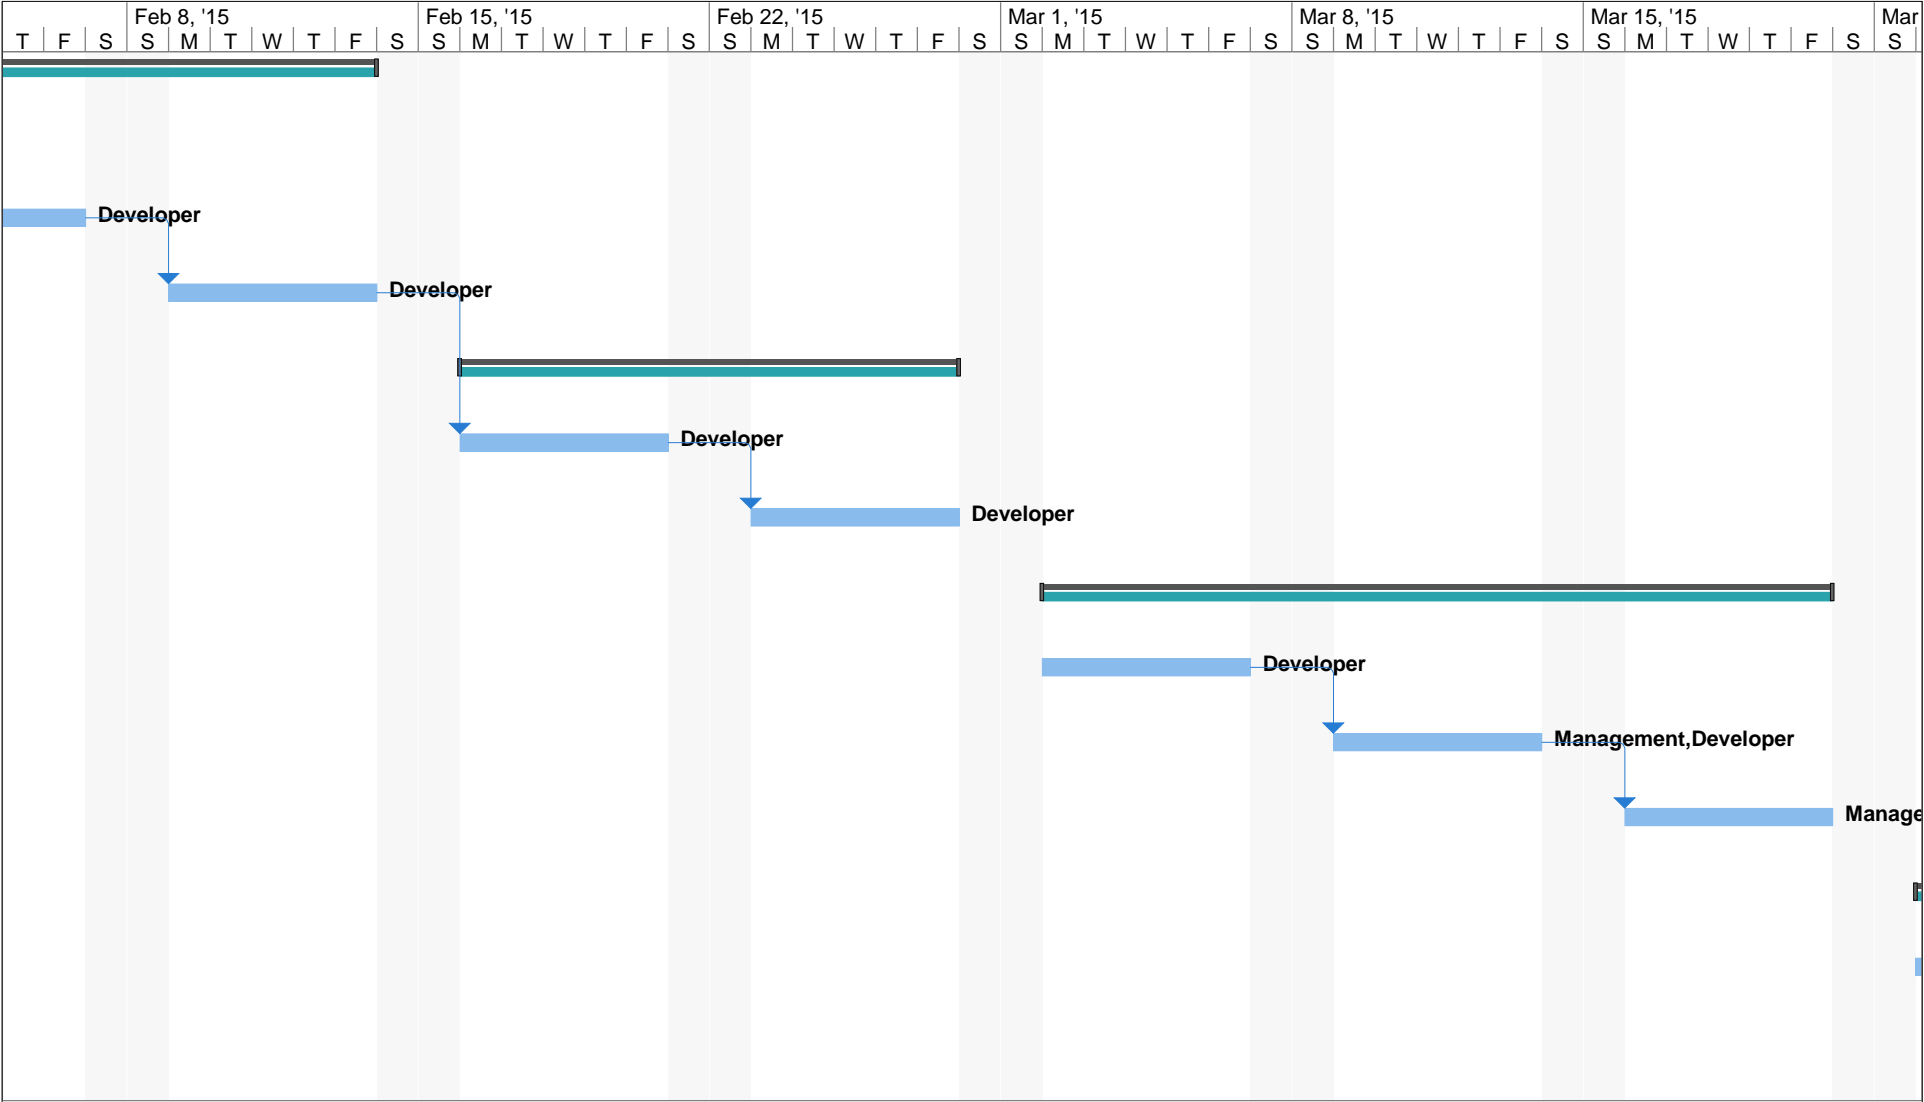 Feb 8, '15 Feb 15, '15 Feb 22, '15 Mar 1, '15 Mar 8, '15 Mar 15, '15 Mar
T F S S M T W T F S S M T W T F S S M T W T F S S M T W T F S S M T W T F S S M T W T F S S
Developer
Developer
Developer
Developer
Developer
Management,Developer
Manage